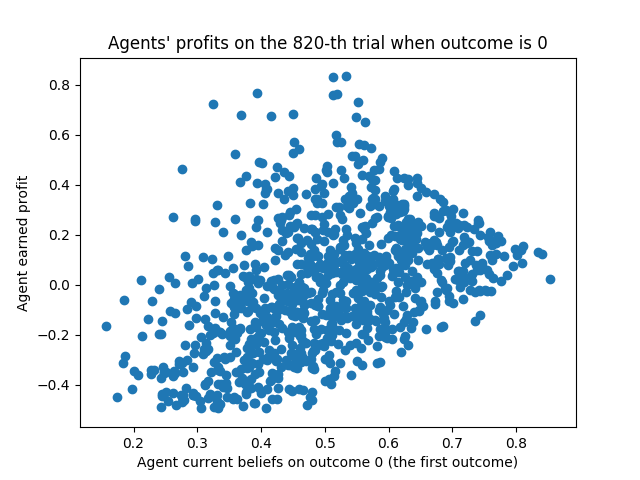 Agents' profits on the 820-th trial when outcome is 0
Agent earned profit
0.8
0.6
0.4
0.2
0.0
−0.2
−0.4
0.2 0.3 0.4 0.5 0.6 0.7 0.8
Agent current beliefs on outcome 0 (the first outcome)